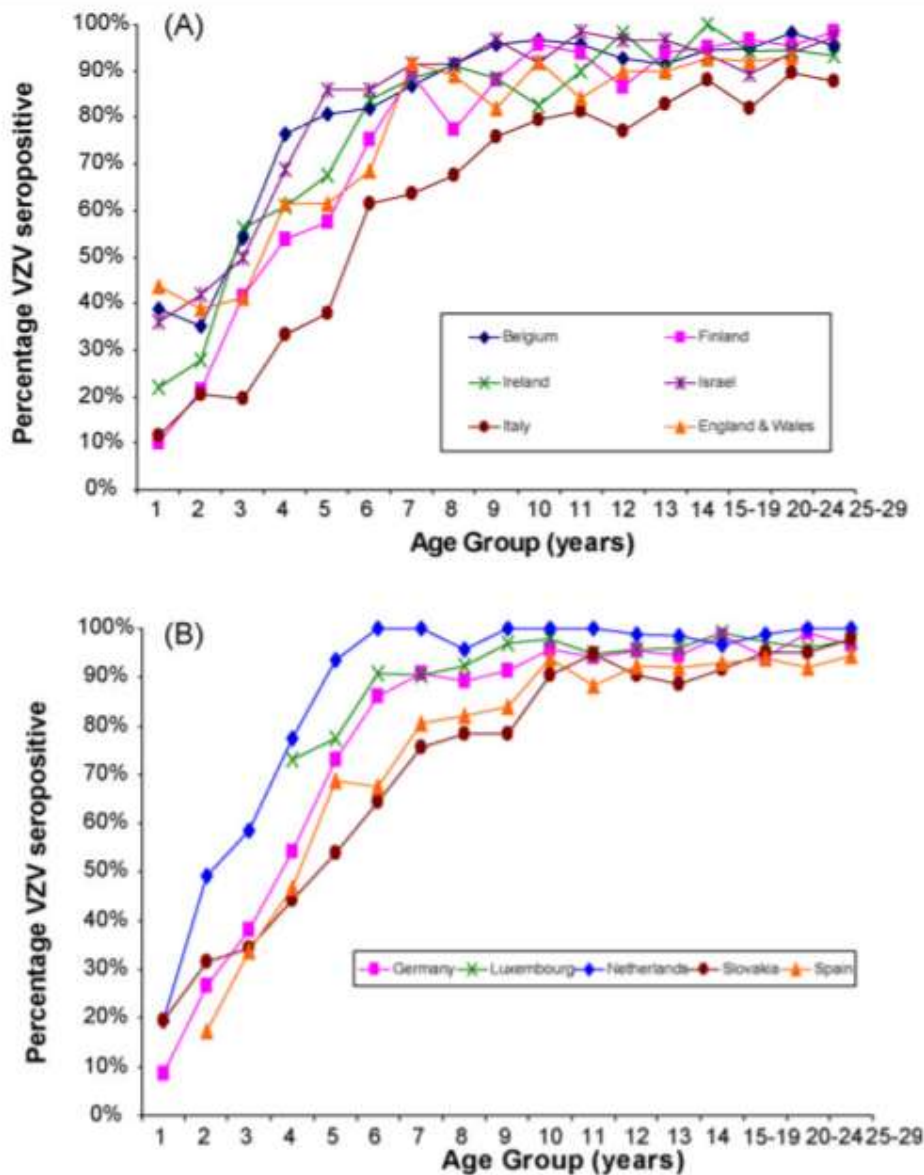 (A)
100%
90%
80%
70%
60%
50%
40%
30%
20%
10%
0%
Percentage VZV seropositive
Belgium Finland
Ireland Israel
Italy England & Wales
1 2 3 4 5 6 7 8 9 10 11 12 13 14 15-19 20-24 25-29
Age Group (years)
(B)
100%
90%
80%
70%
60%
50%
40%
30%
20%
10%
0%
Percentage VZV seropositive
Germany Luxembourg Netherlands Slovakia Spain
1 2 3 4 5 6 7 8 9 10 11 12 13 14 15-19 20-24 25-29
Age Group (years)